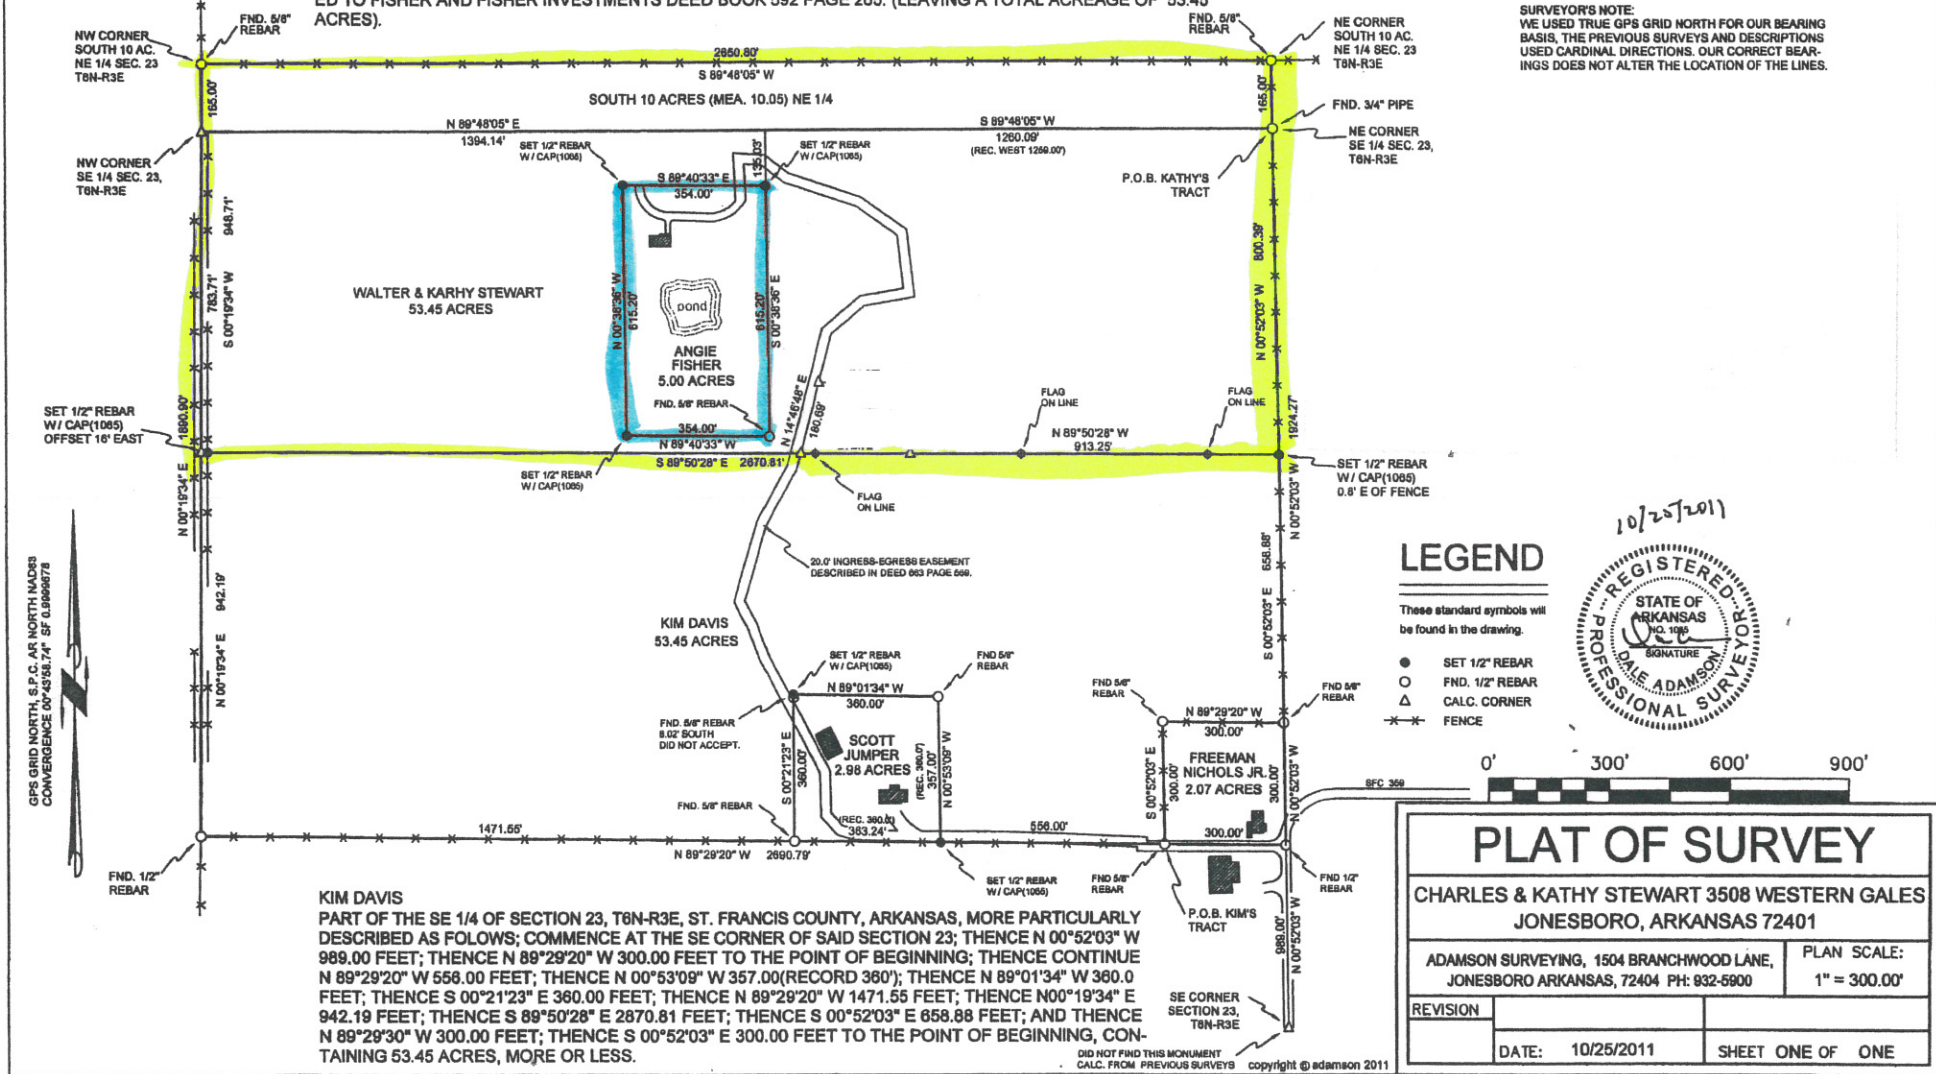 ED TO FISHER AND FISHER INVESTMENTS DEED BOOK 592 PAGE 285. (LEAVING A TOTAL ACREAGE OF 53.45
ACRES).
SURVEYOR'S NOTE:
WE USED TRUE GPS GRID NORTH FOR OUR BEARING
BASIS, THE PREVIOUS SURVEYS AND DESCRIPTIONS
USED CARDINAL DIRECTIONS. OUR CORRECT BEAR-
INGS DOES NOT ALTER THE LOCATION OF THE LINES.
NW CORNER
SOUTH 10 AC.
NE 1/4 SEC. 23
T6N-R3E
FND. 5/8"
REBAR
2650.80'
S 89°48'05" W
FND. 5/8"
REBAR
NE CORNER
SOUTH 10 AC.
NE 1/4 SEC. 23
T6N-R3E
165.00'
SOUTH 10 ACRES (MEA. 10.05) NE 1/4
165.00'
FND. 3/4" PIPE
N 89°48'05" E
1394.14'
S 89°48'05" W
1260.09'
(REC. WEST 1269.00')
NE CORNER
SE 1/4 SEC. 23,
T6N-R3E
NW CORNER
SE 1/4 SEC. 23,
T6N-R3E
SET 1/2" REBAR
W/ CAP(1065)
135.03'
SET 1/2" REBAR
W/ CAP(1065)
P.O.B. KATHY'S
TRACT
S 89°40'33" E
354.00'
948.71'
783.71'
S 00°19'34" W
WALTER & KARHY STEWART
53.45 ACRES
N 00°38'36" W
615.20'
pond
615.20'
S 00°38'36" E
800.39'
N 00°52'03" W
ANGIE
FISHER
5.00 ACRES
FND. 5/8" REBAR
354.00'
N 89°40'33" W
N 14°46'48" E
180.69'
FLAG
ON LINE
FLAG
ON LINE
N 89°50'28" W
913.25'
1924.27'
SET 1/2" REBAR
W/ CAP(1065)
OFFSET 16' EAST
1890.90'
N 00°19'34" E
S 89°50'28" E 2670.81'
SET 1/2" REBAR
W/ CAP(1065)
FLAG
ON LINE
SET 1/2" REBAR
W/ CAP(1065)
0.8' E OF FENCE
N 00°52'03" W
GPS GRID NORTH, S.P.C. AR NORTH NAD83
942.19'
N 00°19'34" E
20.0' INGRESS-EGRESS EASEMENT
DESCRIBED IN DEED 663 PAGE 569.
658.88'
S 00°52'03" E
KIM DAVIS
53.45 ACRES
SET 1/2" REBAR
W/ CAP(1065)
FND 5/8"
REBAR
N 89°01'34" W
360.00'
FND. 5/8" REBAR
8.02' SOUTH
DID NOT ACCEPT.
S 00°21'23" E
360.00'
SCOTT
JUMPER
2.98 ACRES
(REC. 360.0')
357.00'
N 00°53'09" W
FND 5/8"
REBAR
FND 5/8"
REBAR
N 89°29'20" W
300.00'
S 00°52'03" E
300.00'
FREEMAN
NICHOLS JR.
2.07 ACRES
300.00'
N 00°52'03" W
SFC 359
FND. 5/8" REBAR
1471.55'
N 89°29'20" W 2690.79'
(REC. 360.0')
363.24'
556.00'
300.00'
FND. 1/2"
REBAR
SET 1/2" REBAR
W/ CAP(1065)
FND 5/8"
REBAR
FND 1/2"
REBAR
P.O.B. KIM'S
TRACT
989.00'
N 00°52'03" W
SE CORNER
SECTION 23,
T6N-R3E
DID NOT FIND THIS MONUMENT
CALC. FROM PREVIOUS SURVEYS
copyright @ adamson 2011
KIM DAVIS
PART OF THE SE 1/4 OF SECTION 23, T6N-R3E, ST. FRANCIS COUNTY, ARKANSAS, MORE PARTICULARLY
DESCRIBED AS FOLOWS; COMMENCE AT THE SE CORNER OF SAID SECTION 23; THENCE N 00°52'03" W
989.00 FEET; THENCE N 89°29'20" W 300.00 FEET TO THE POINT OF BEGINNING; THENCE CONTINUE
N 89°29'20" W 556.00 FEET; THENCE N 00°53'09" W 357.00(RECORD 360'); THENCE N 89°01'34" W 360.0
FEET; THENCE S 00°21'23" E 360.00 FEET; THENCE N 89°29'20" W 1471.55 FEET; THENCE N00°19'34" E
942.19 FEET; THENCE S 89°50'28" E 2870.81 FEET; THENCE S 00°52'03" E 658.88 FEET; AND THENCE
N 89°29'30" W 300.00 FEET; THENCE S 00°52'03" E 300.00 FEET TO THE POINT OF BEGINNING, CON-
TAINING 53.45 ACRES, MORE OR LESS.
10/25/2011
LEGEND
These standard symbols will
be found in the drawing.
SET 1/2" REBAR
FND. 1/2" REBAR
CALC. CORNER
FENCE
REGISTERED
STATE OF
ARKANSAS
NO. 1065
SIGNATURE
DALE ADAMSON
PROFESSIONAL SURVEYOR
0' 300' 600' 900'
PLAT OF SURVEY
CHARLES & KATHY STEWART 3508 WESTERN GALES
JONESBORO, ARKANSAS 72401
ADAMSON SURVEYING, 1504 BRANCHWOOD LANE,
JONESBORO ARKANSAS, 72404 PH: 932-5900
PLAN SCALE:
1" = 300.00'
REVISION
DATE: 10/25/2011
SHEET ONE OF ONE